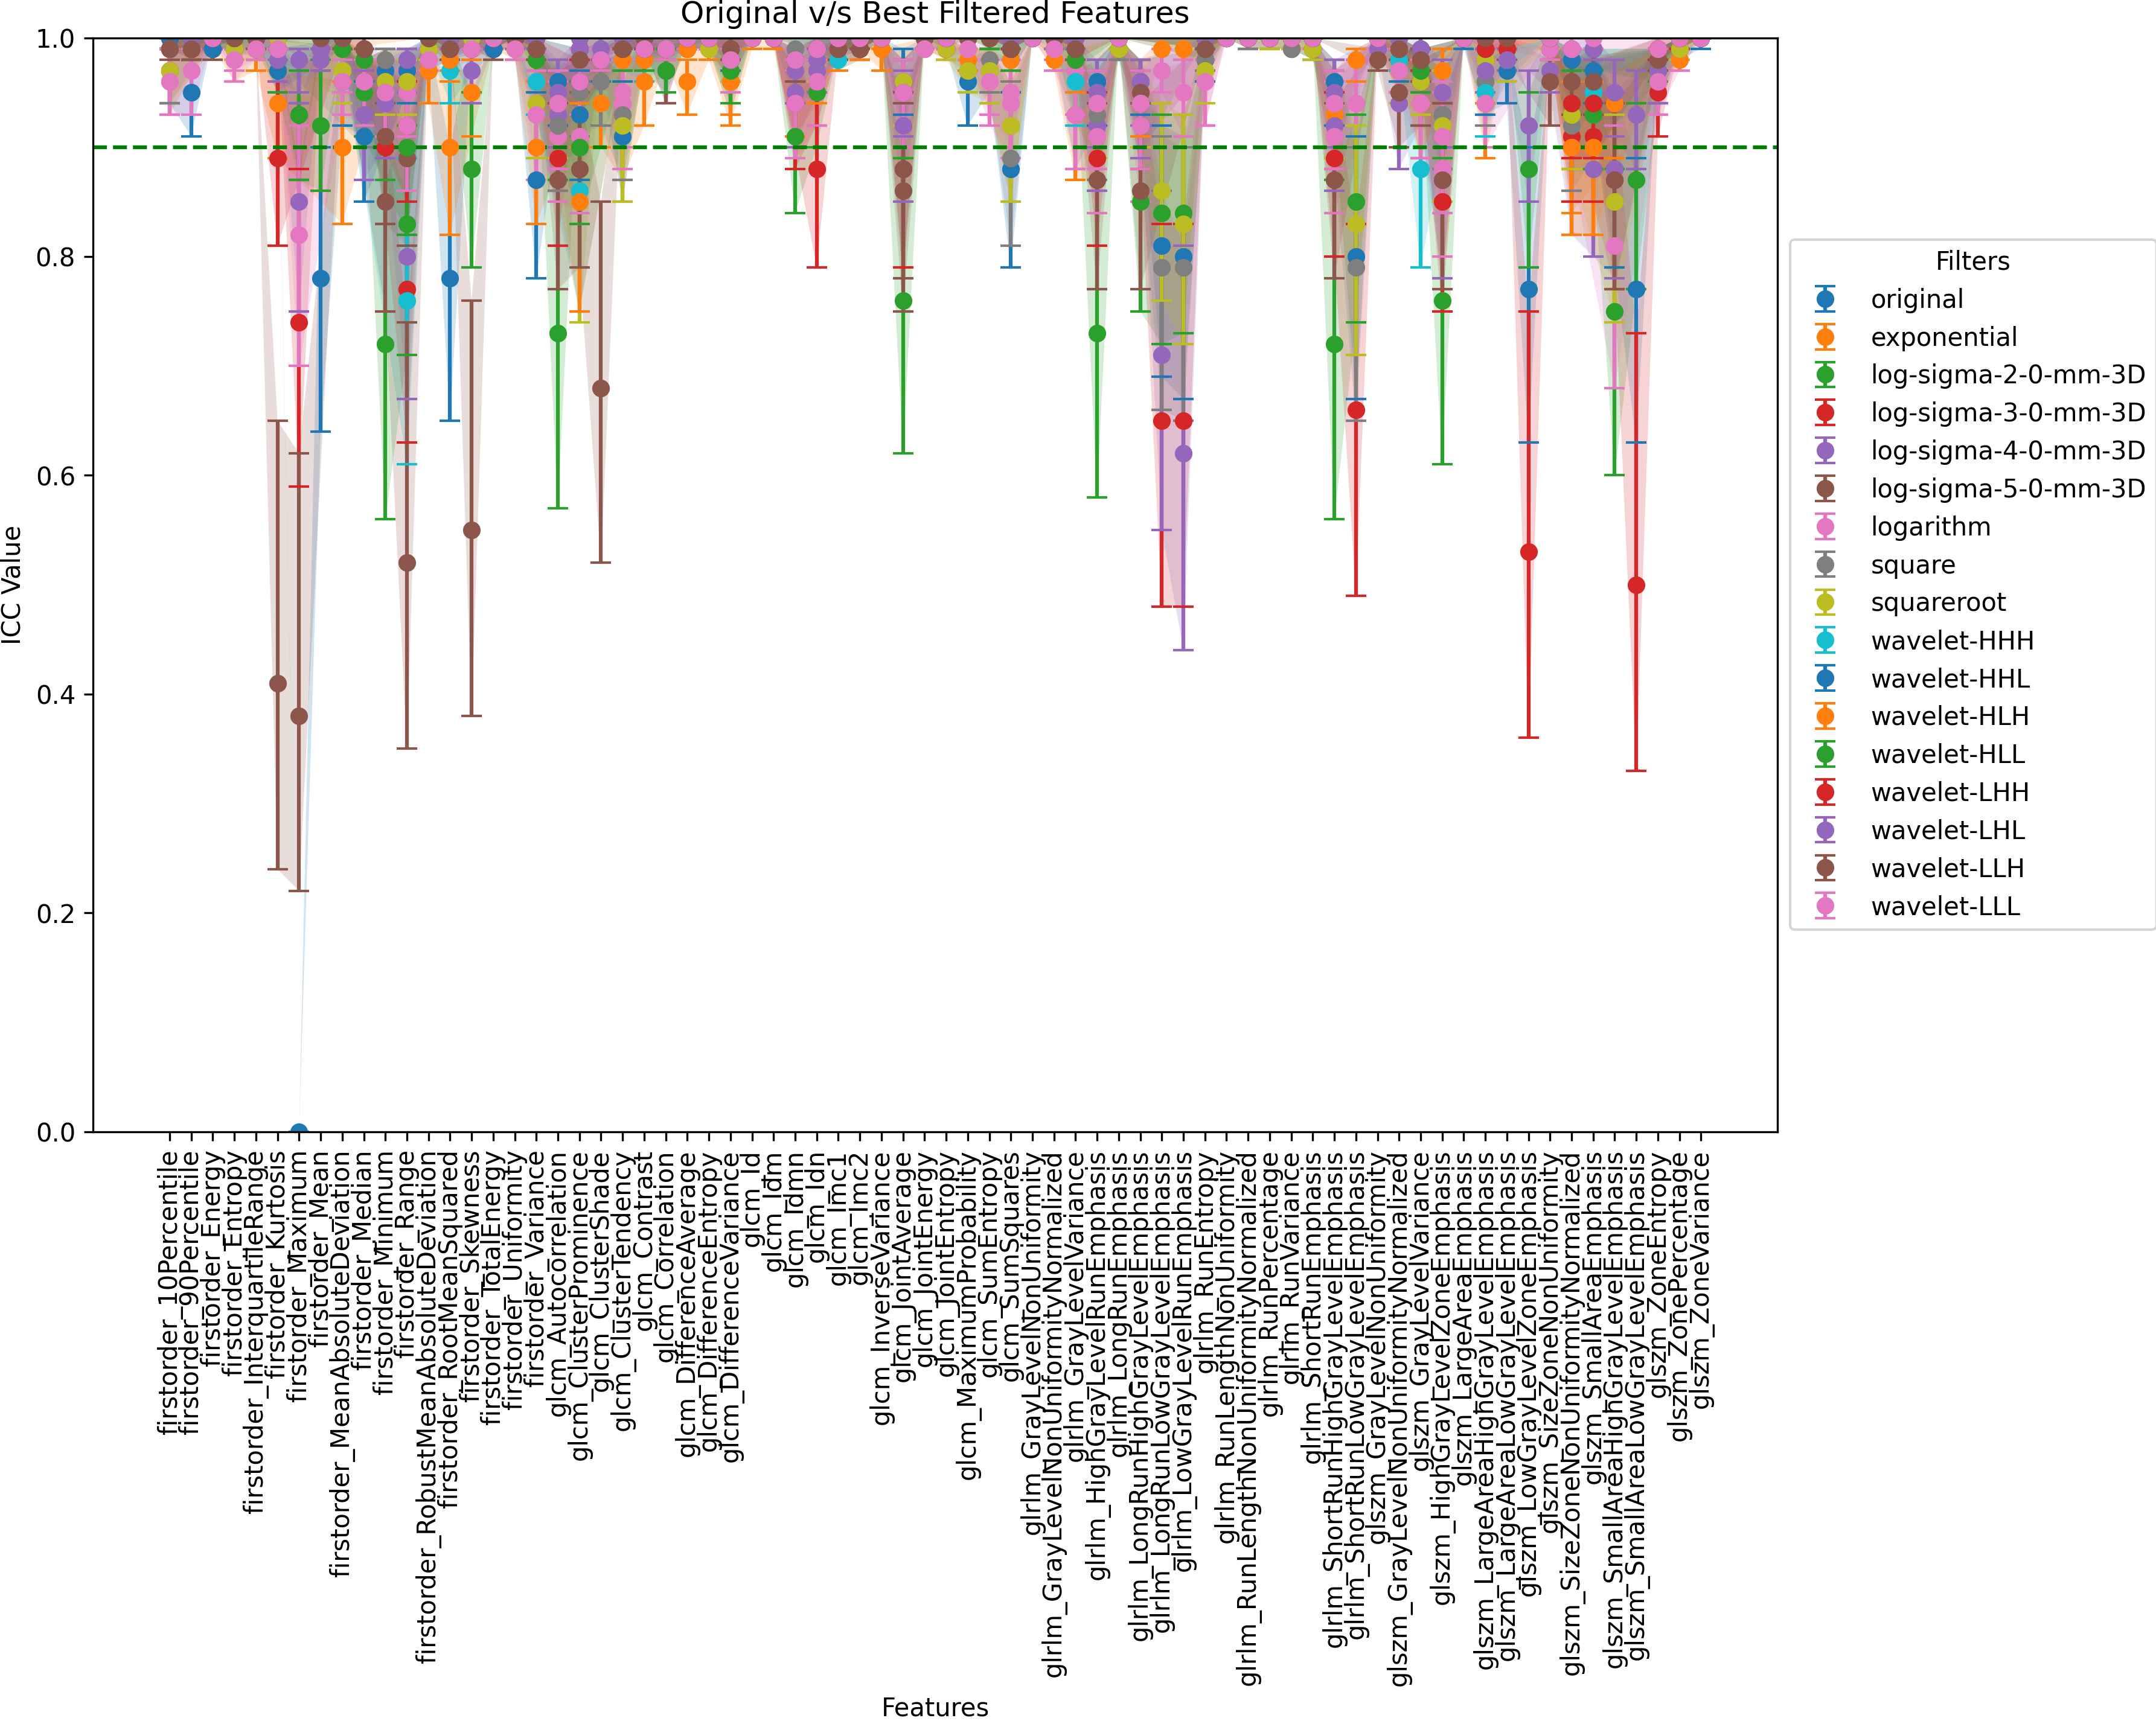 Original v/s Best Filtered Features
ICC Value
1.0
0.8
0.6
0.4
0.2
0.0
firstorder_10Percentile
firstorder_90Percentile
firstorder_Energy
firstorder_Entropy
firstorder_InterquartileRange
firstorder_Kurtosis
firstorder_Maximum
firstorder_Mean
firstorder_MeanAbsoluteDeviation
firstorder_Median
firstorder_Minimum
firstorder_Range
firstorder_RobustMeanAbsoluteDeviation
firstorder_RootMeanSquared
firstorder_Skewness
firstorder_TotalEnergy
firstorder_Uniformity
firstorder_Variance
glcm_Autocorrelation
glcm_ClusterProminence
glcm_ClusterShade
glcm_ClusterTendency
glcm_Contrast
glcm_Correlation
glcm_DifferenceAverage
glcm_DifferenceEntropy
glcm_DifferenceVariance
glcm_Id
glcm_Idm
glcm_Idmn
glcm_Idn
glcm_Imc1
glcm_Imc2
glcm_InverseVariance
glcm_JointAverage
glcm_JointEnergy
glcm_JointEntropy
glcm_MaximumProbability
glcm_SumEntropy
glcm_SumSquares
glrlm_GrayLevelNonUniformity
glrlm_GrayLevelNonUniformityNormalized
glrlm_GrayLevelVariance
glrlm_HighGrayLevelRunEmphasis
glrlm_LongRunEmphasis
glrlm_LongRunHighGrayLevelEmphasis
glrlm_LongRunLowGrayLevelEmphasis
glrlm_LowGrayLevelRunEmphasis
glrlm_RunEntropy
glrlm_RunLengthNonUniformity
glrlm_RunLengthNonUniformityNormalized
glrlm_RunPercentage
glrlm_RunVariance
glrlm_ShortRunEmphasis
glrlm_ShortRunHighGrayLevelEmphasis
glrlm_ShortRunLowGrayLevelEmphasis
glszm_GrayLevelNonUniformity
glszm_GrayLevelNonUniformityNormalized
glszm_GrayLevelVariance
glszm_HighGrayLevelZoneEmphasis
glszm_LargeAreaEmphasis
glszm_LargeAreaHighGrayLevelEmphasis
glszm_LargeAreaLowGrayLevelEmphasis
glszm_LowGrayLevelZoneEmphasis
glszm_SizeZoneNonUniformity
glszm_SizeZoneNonUniformityNormalized
glszm_SmallAreaEmphasis
glszm_SmallAreaHighGrayLevelEmphasis
glszm_SmallAreaLowGrayLevelEmphasis
glszm_ZoneEntropy
glszm_ZonePercentage
glszm_ZoneVariance
Features
Filters
original
exponential
log-sigma-2-0-mm-3D
log-sigma-3-0-mm-3D
log-sigma-4-0-mm-3D
log-sigma-5-0-mm-3D
logarithm
square
squareroot
wavelet-HHH
wavelet-HHL
wavelet-HLH
wavelet-HLL
wavelet-LHH
wavelet-LHL
wavelet-LLH
wavelet-LLL